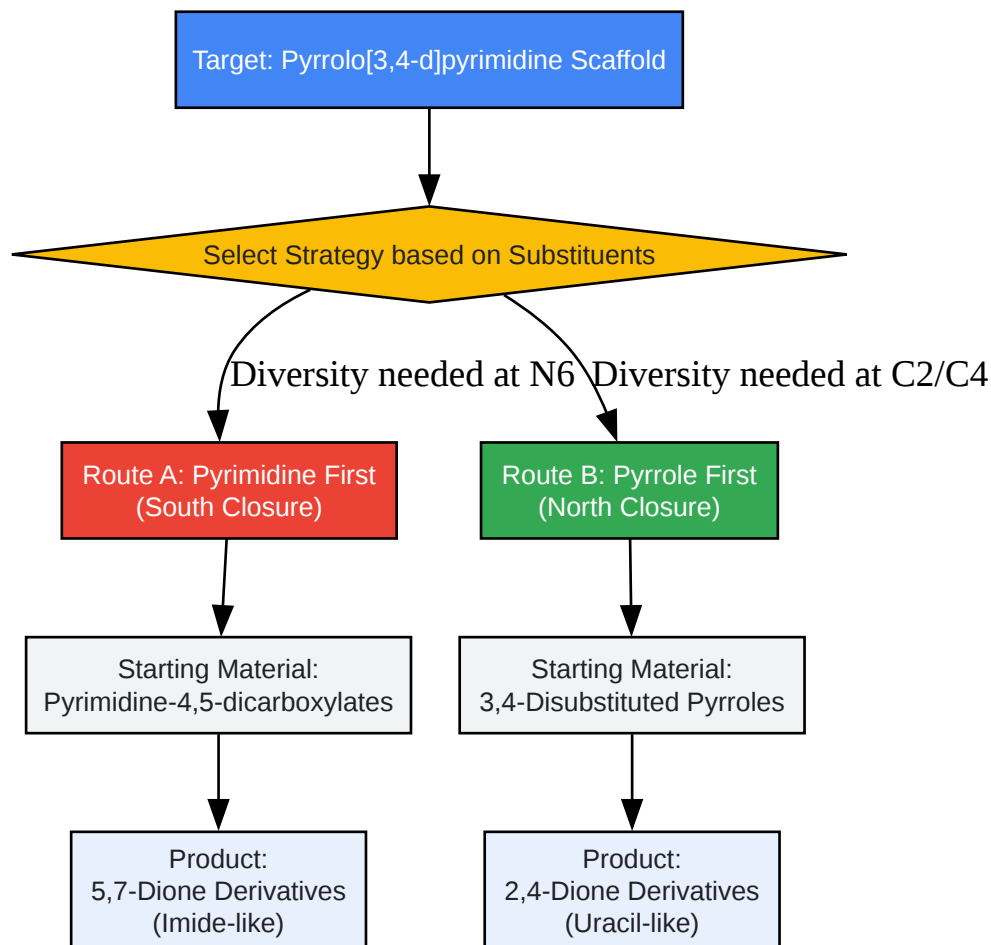 Target: Pyrrolo[3,4-d]pyrimidine Scaffold
Select Strategy based on Substituents
Diversity needed at N6
Diversity needed at C2/C4
Route A: Pyrimidine First
(South Closure)
Route B: Pyrrole First
(North Closure)
Starting Material:
Pyrimidine-4,5-dicarboxylates
Starting Material:
3,4-Disubstituted Pyrroles
Product:
5,7-Dione Derivatives
(Imide-like)
Product:
2,4-Dione Derivatives
(Uracil-like)